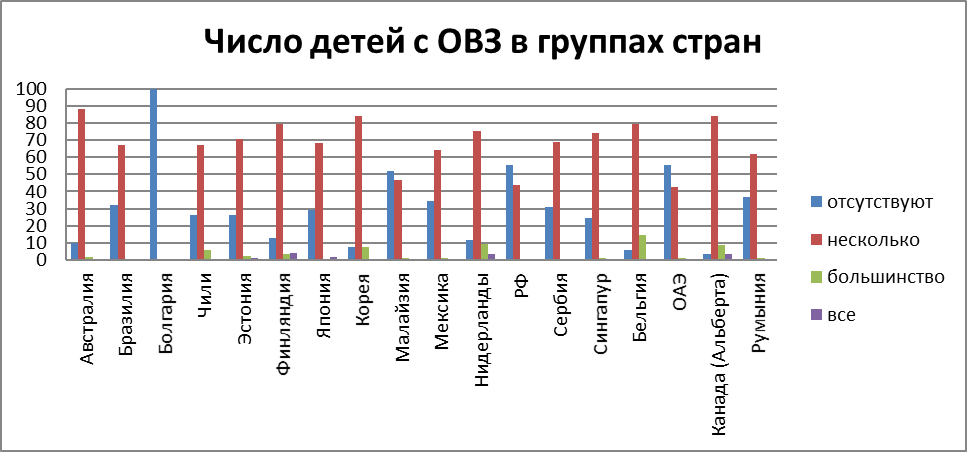 Число детей с ОВЗ в группах стран
100
90
80
70
60
50
40
30
20
10
0
Австралия
Бразилия
Болгария
Чили
Эстония
Финляндия
Япония
Корея
Малайзия
Мексика
Нидерланды
РФ
Сербия
Сингапур
Бельгия
ОАЭ
Канада (Альберта)
Румыния
отсутствуют
несколько
большинство
все